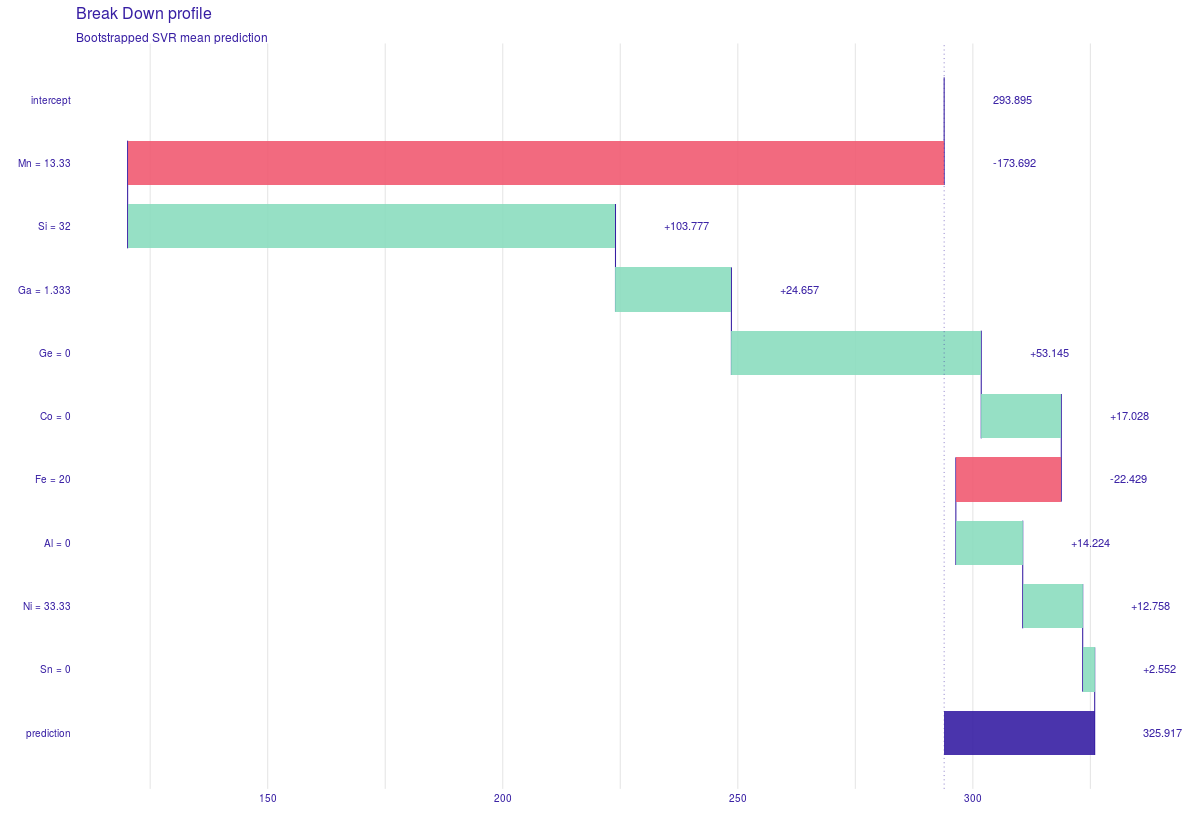 Break Down profile
Bootstrapped SVR mean prediction
intercept 293.895
Mn = 13.33 -173.692
Si = 32 +103.777
Ga = 1.333 +24.657
Ge = 0 +53.145
Co = 0 +17.028
Fe = 20 -22.429
Al = 0 +14.224
Ni = 33.33 +12.758
Sn = 0 +2.552
prediction 325.917
150 200 250 300